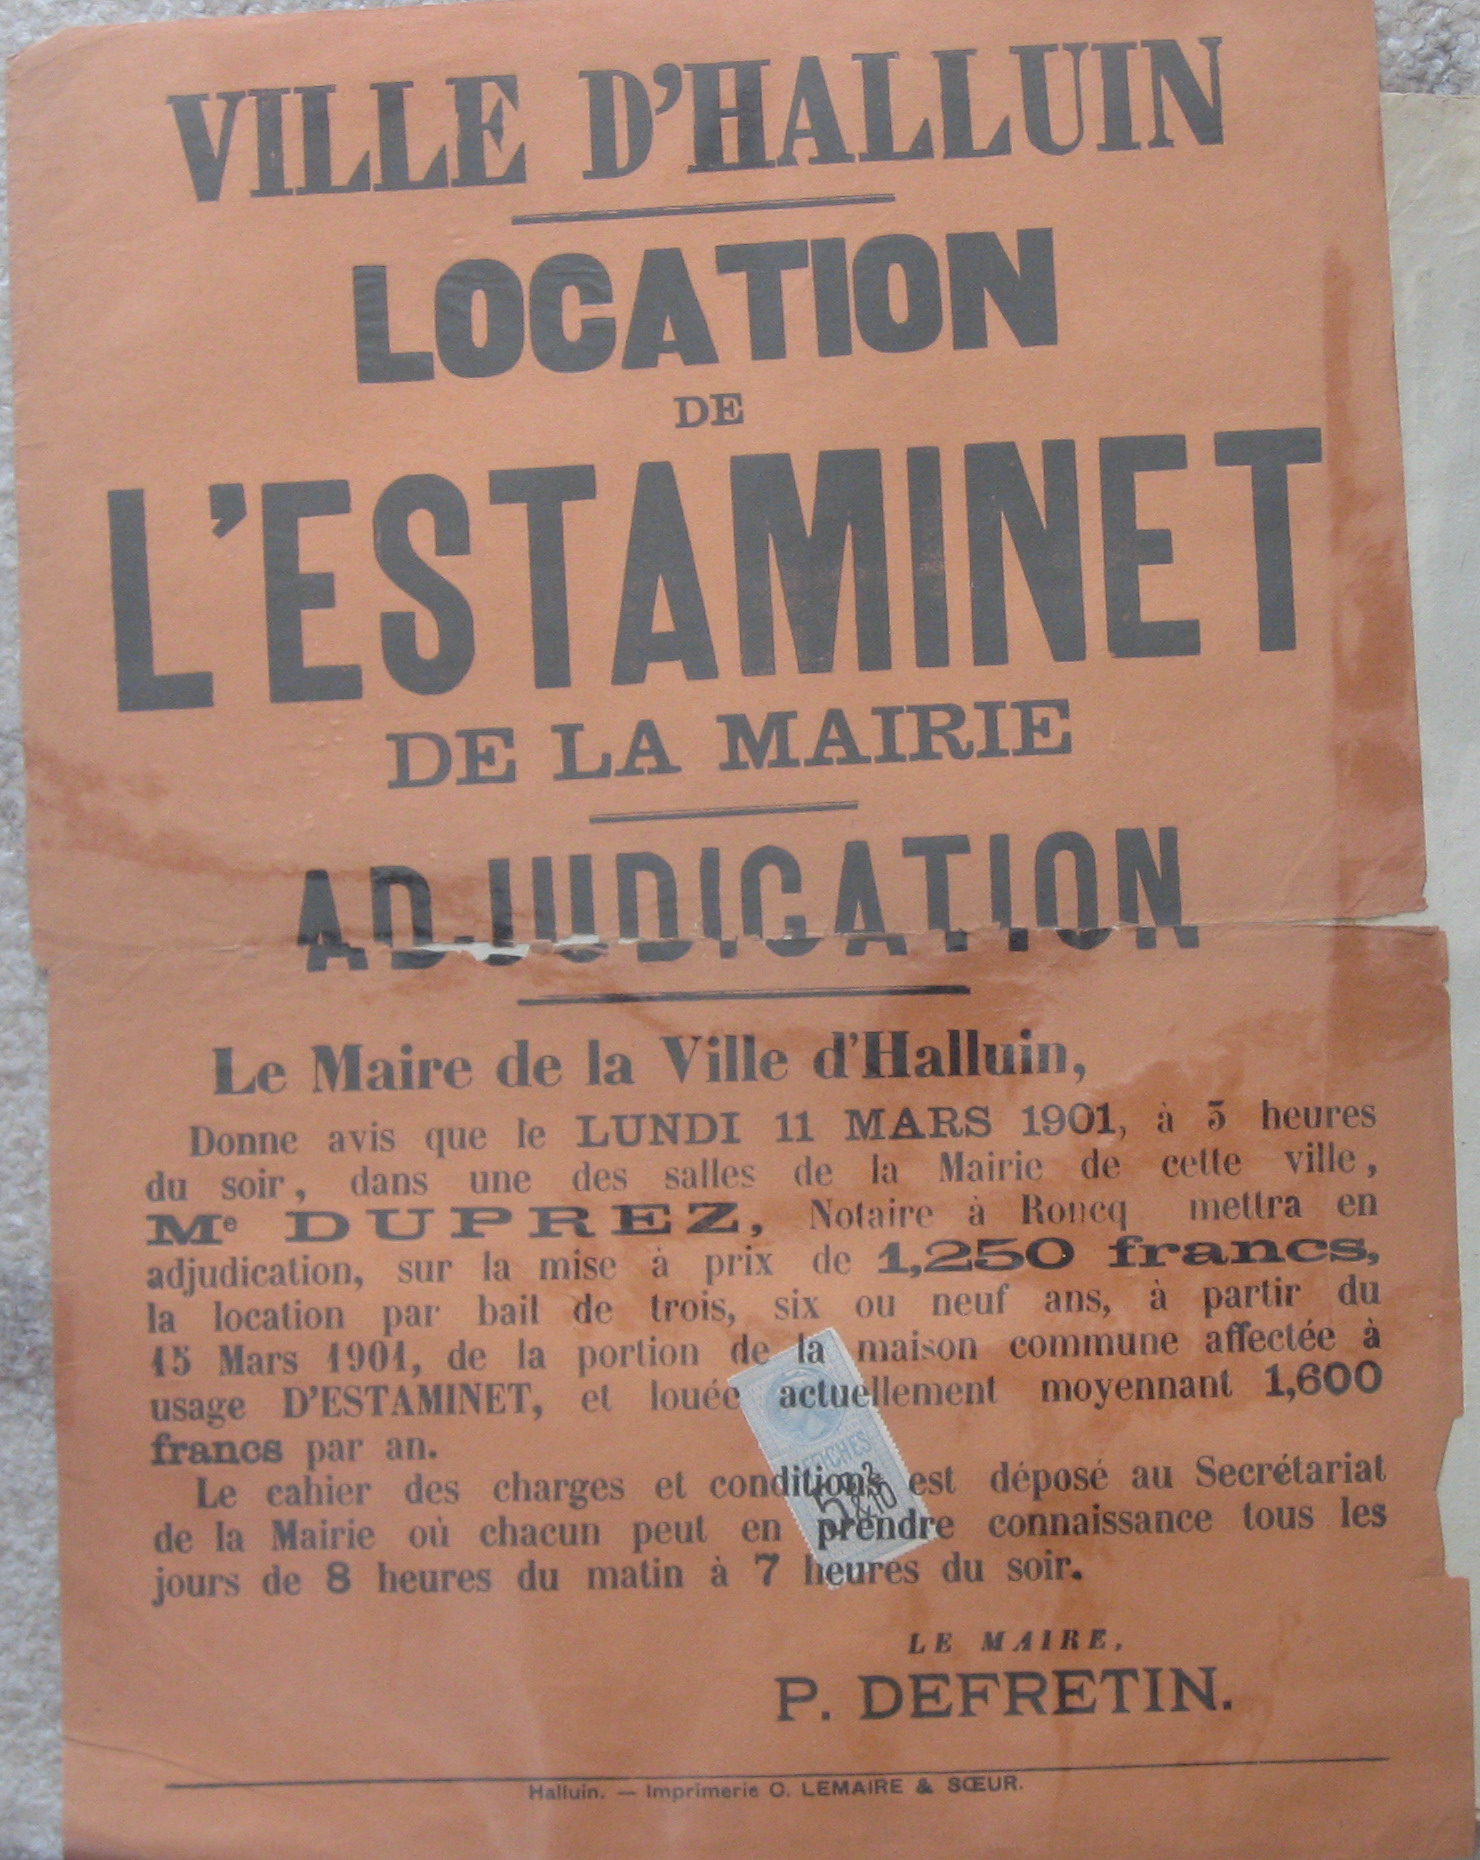 VILLE D'HALLUIN
LOCATION
DE
L'ESTAMINET
DE LA MAIRIE
ADJUDICATION
Le Maire de la Ville d'Halluin,
Donne avis que le LUNDI 11 MARS 1901, à 3 heures
du soir, dans une des salles de la Mairie de cette ville,
Me DUPREZ, Notaire à Roncq mettra en
adjudication, sur la mise à prix de 1,250 francs,
la location par bail de trois, six ou neuf ans, à partir du
15 Mars 1901, de la portion de la maison commune affectée à
usage D'ESTAMINET, et louée actuellement moyennant 1,600
francs par an.
Le cahier des charges et conditions est déposé au Secrétariat
de la Mairie où chacun peut en prendre connaissance tous les
jours de 8 heures du matin à 7 heures du soir.
AFFICHES
LE MAIRE,
P. DEFRETIN.
Halluin. — Imprimerie C. LEMAIRE & SŒUR.